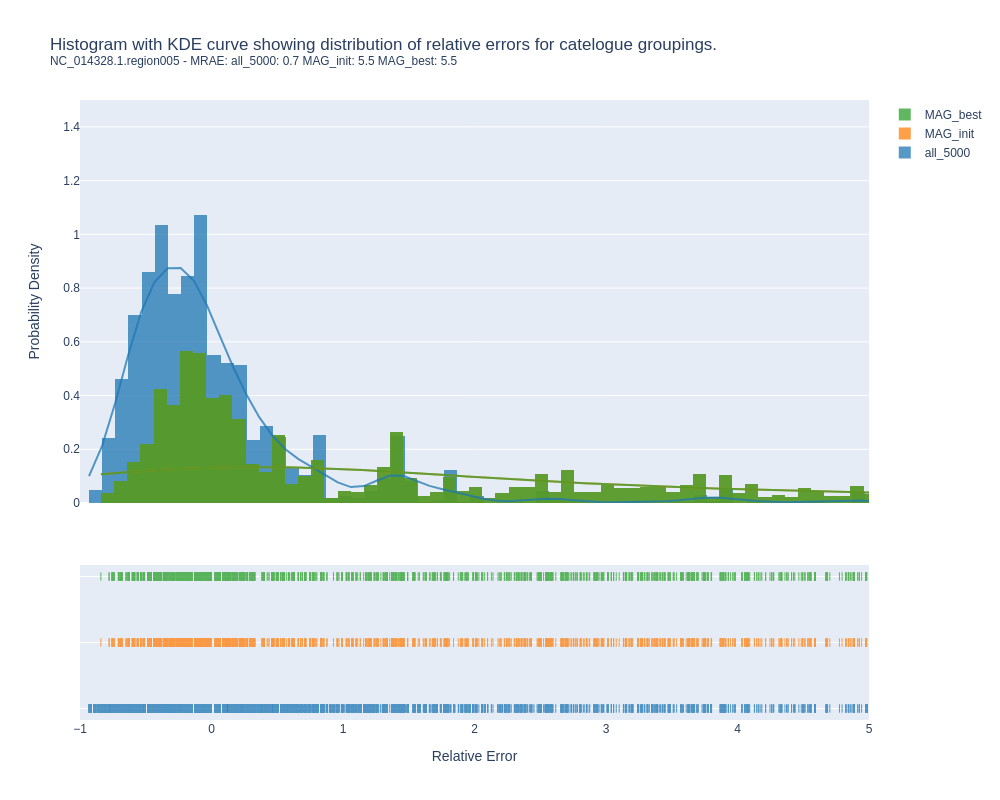 Histogram with KDE curve showing distribution of relative errors for catelogue groupings.
NC_014328.1.region005 - MRAE: all_5000: 0.7 MAG_init: 5.5 MAG_best: 5.5
MAG_best
MAG_init
all_5000
Probability Density
1.4
1.2
1
0.8
0.6
0.4
0.2
0
−1
0
1
2
3
4
5
Relative Error